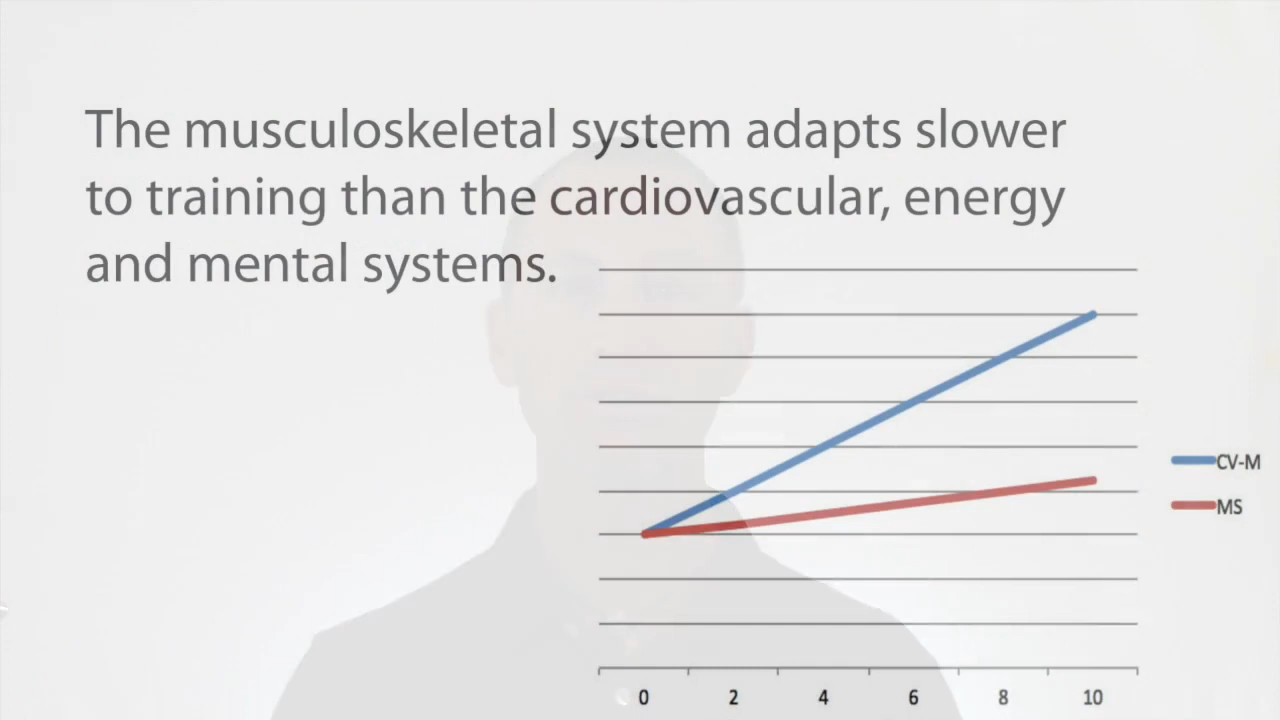 The musculoskeletal system adapts slower
to training than the cardiovascular, energy
and mental systems.
CV-M
MS
0 2 4 6 8 10